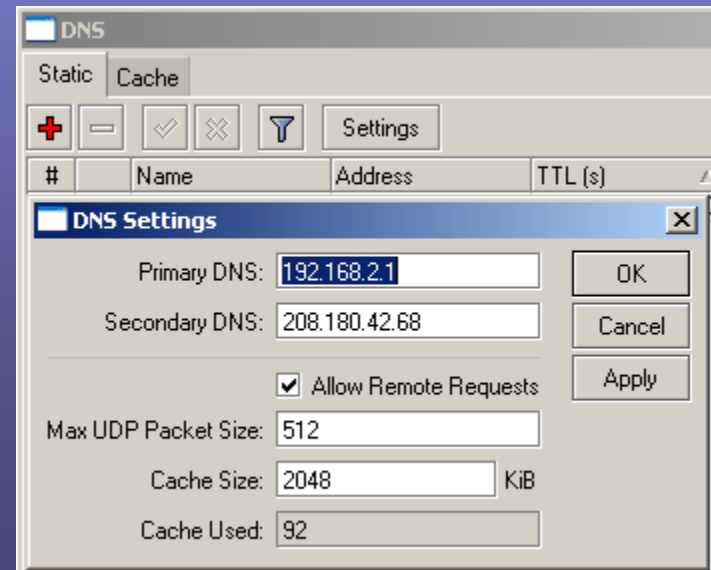 DNS
Static Cache
Settings
# Name Address TTL (s)
DNS Settings
Primary DNS: 192.168.2.1 OK
Secondary DNS: 208.180.42.68 Cancel
Allow Remote Requests Apply
Max UDP Packet Size: 512
Cache Size: 2048 KiB
Cache Used: 92